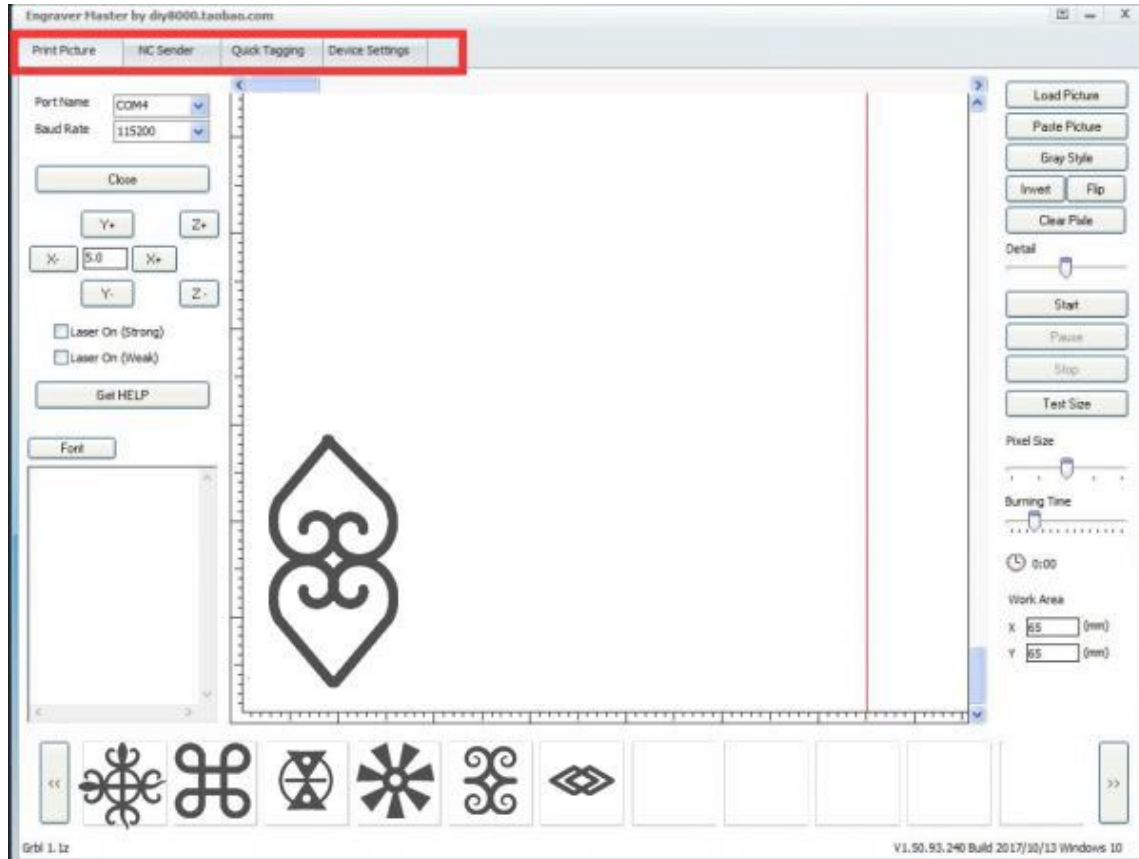 Engraver Master by diy8000.taobao.com
Print Picture NC Sender Quick Tagging Device Settings
Port Name COM4
Baud Rate 115200
Close
Y+ Z+
X- 5.0 X+
Y- Z-
Laser On (Strong)
Laser On (Weak)
Get HELP
Font
Load Picture
Paste Picture
Gray Style
Invert Flip
Clear Pixle
Detail
Start
Pause
Stop
Test Size
Pixel Size
Burning Time
0:00
Work Area
X 65 (mm)
Y 65 (mm)
<< >>
Grbl 1.1z V1.50.93.240 Build 2017/10/13 Windows 10